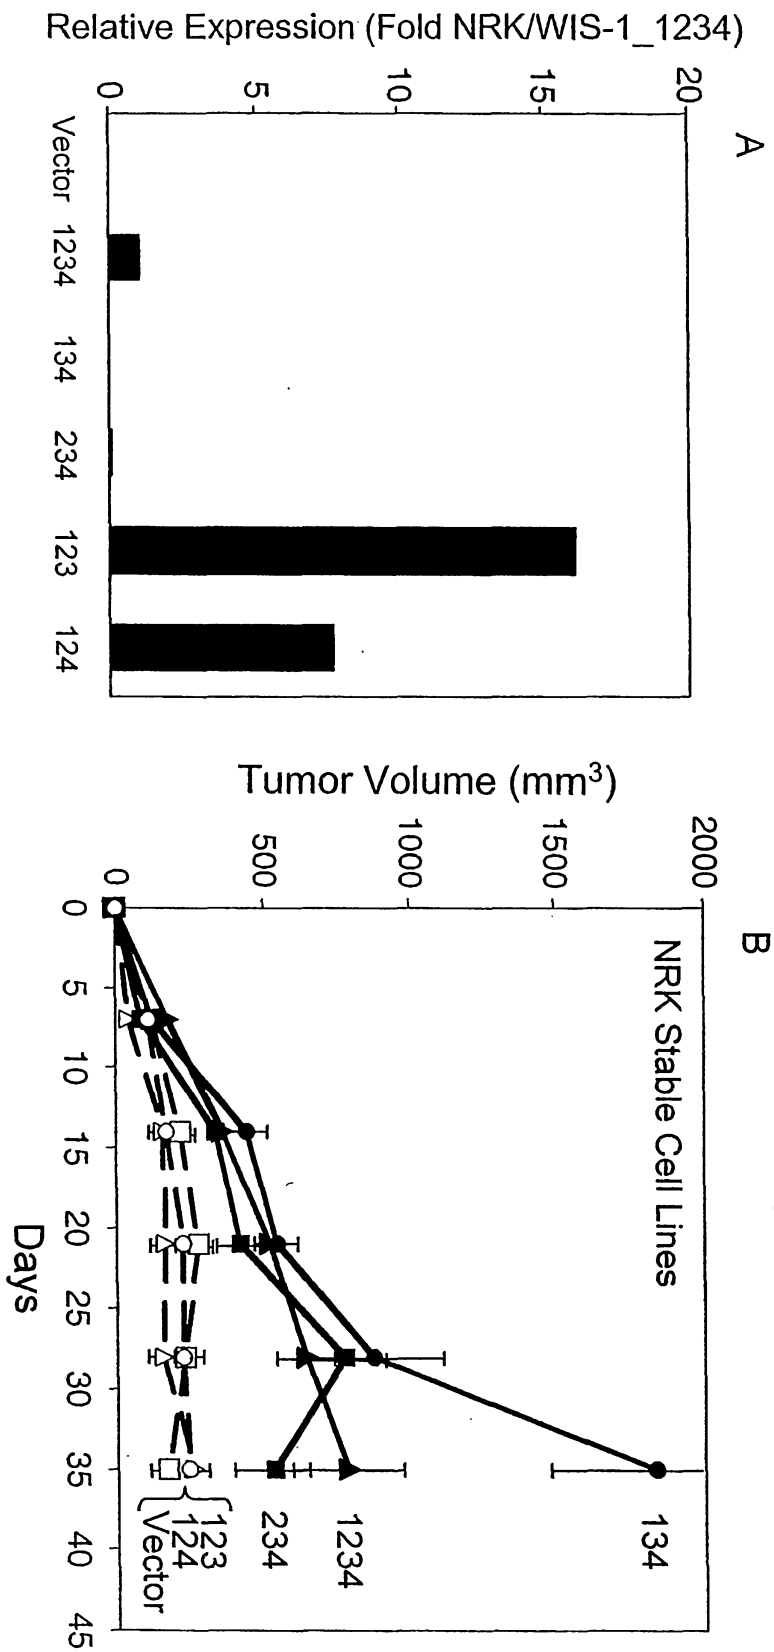 A
Relative Expression (Fold NRK/WIS-1_1234)
20
15
10
5
0
Vector 1234 134 234 123 124
B
Tumor Volume (mm³)
2000
1500
1000
500
0
NRK Stable Cell Lines
134
1234
234
123
124
Vector
0 5 10 15 20 25 30 35 40 45
Days